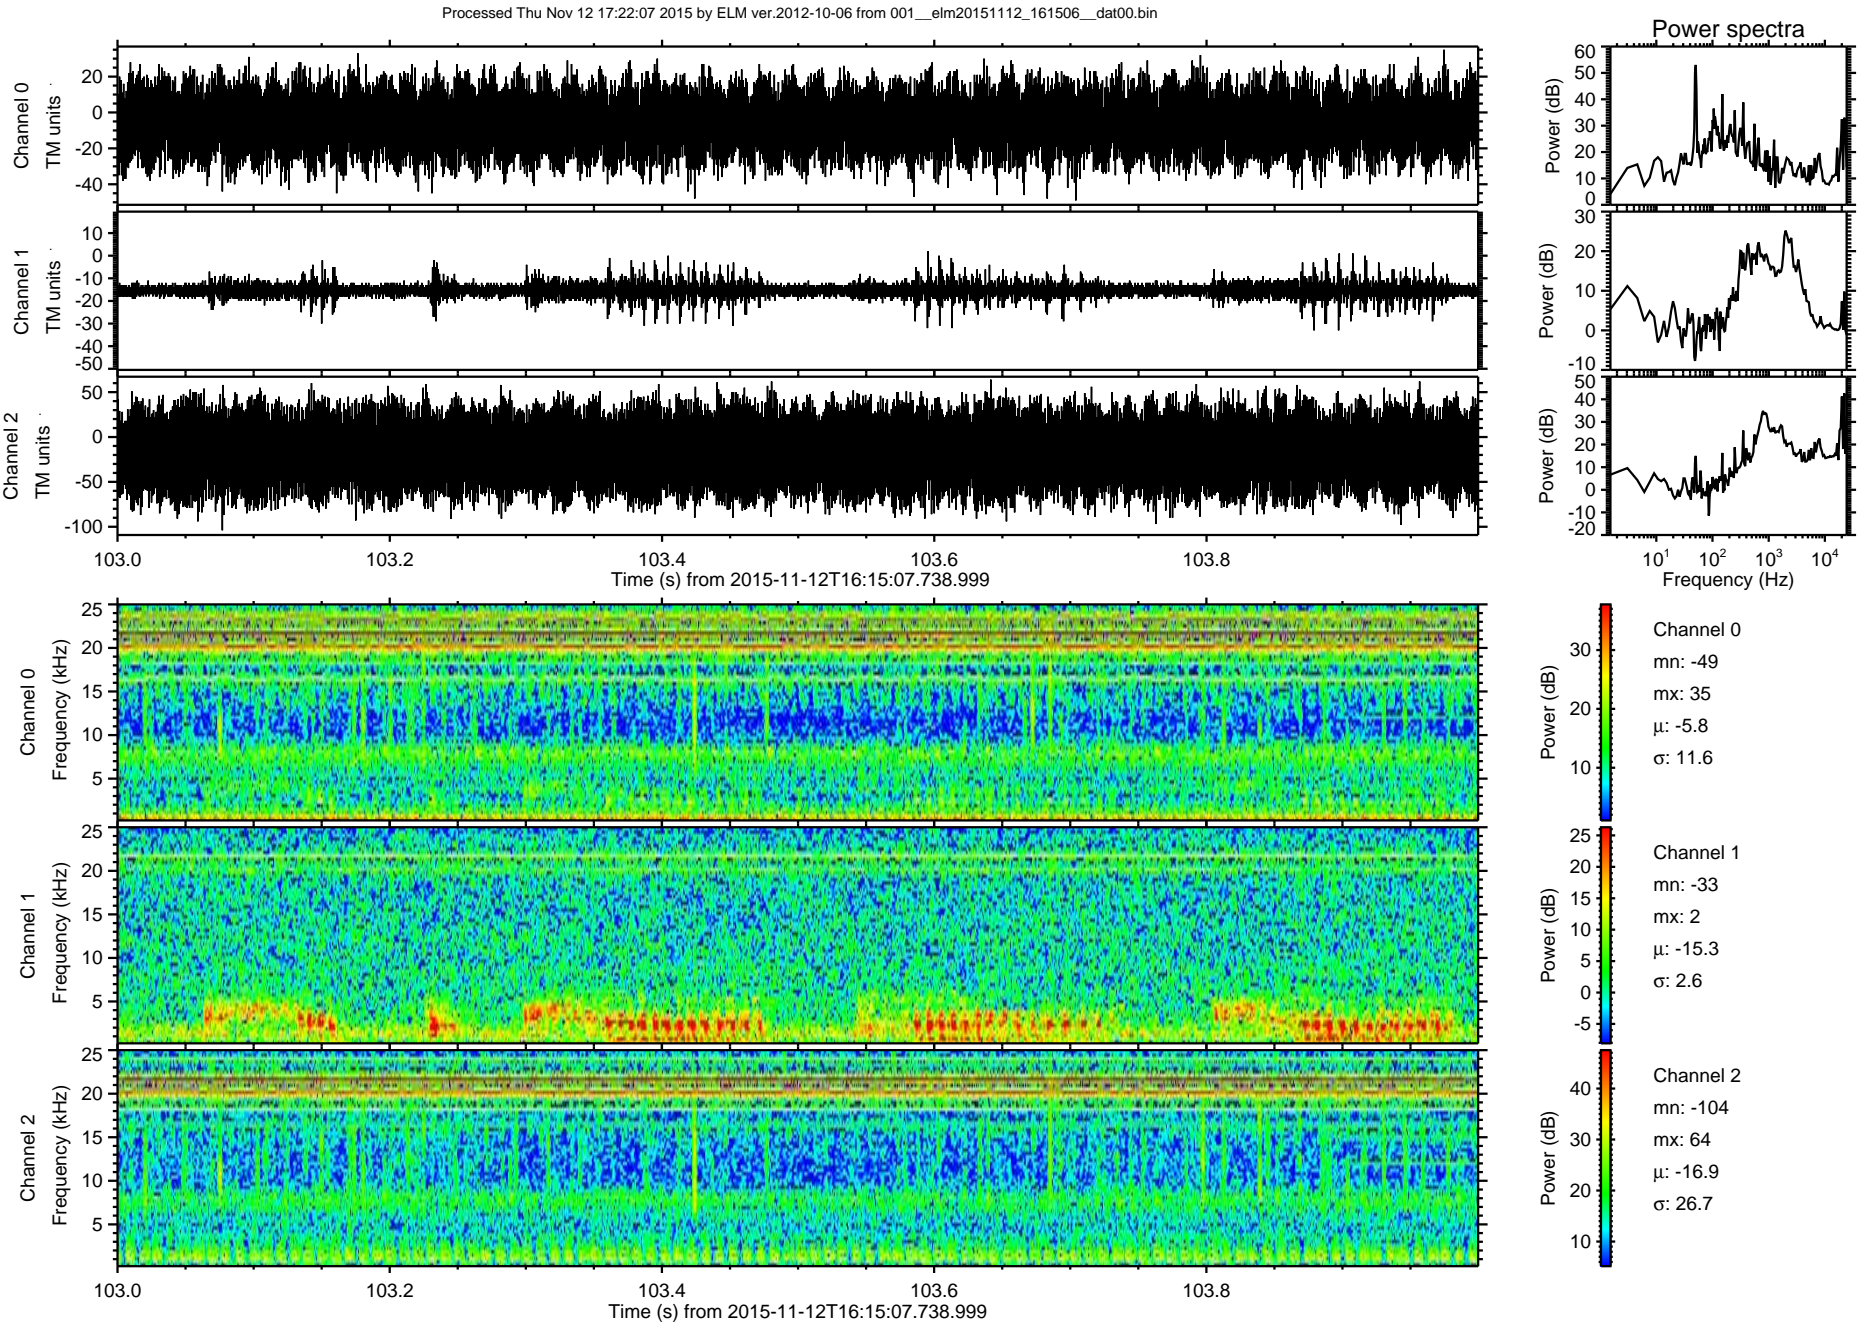 Processed Thu Nov 12 17:22:07 2015 by ELM ver.2012-10-06 from 001__elm20151112_161506__dat00.bin
Power spectra
Channel 0
TM units
20
0
-20
-40
Power (dB)
60
50
40
30
20
10
0
Channel 1
TM units
10
0
-10
-20
-30
-40
-50
Power (dB)
30
20
10
0
-10
Channel 2
TM units
50
0
-50
-100
Power (dB)
50
40
30
20
10
0
-10
-20
103.0 103.2 103.4 103.6 103.8
Time (s) from 2015-11-12T16:15:07.738.999
10¹ 10² 10³ 10⁴
Frequency (Hz)
Channel 0
Frequency (kHz)
25
20
15
10
5
Power (dB)
30
20
10
Channel 0
mn: -49
mx: 35
μ: -5.8
σ: 11.6
Channel 1
Frequency (kHz)
25
20
15
10
5
Power (dB)
25
20
15
10
5
0
-5
Channel 1
mn: -33
mx: 2
μ: -15.3
σ: 2.6
Channel 2
Frequency (kHz)
25
20
15
10
5
Power (dB)
40
30
20
10
Channel 2
mn: -104
mx: 64
μ: -16.9
σ: 26.7
103.0 103.2 103.4 103.6 103.8
Time (s) from 2015-11-12T16:15:07.738.999